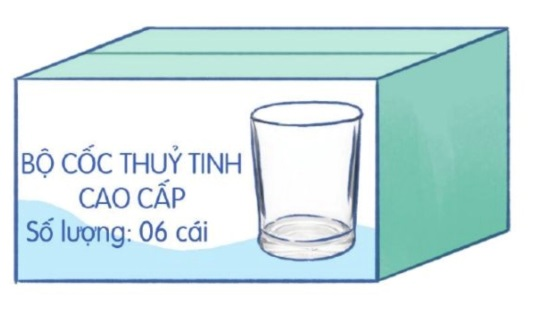 BỘ CỐC THUỶ TINH
CAO CẤP
Số lượng: 06 cái